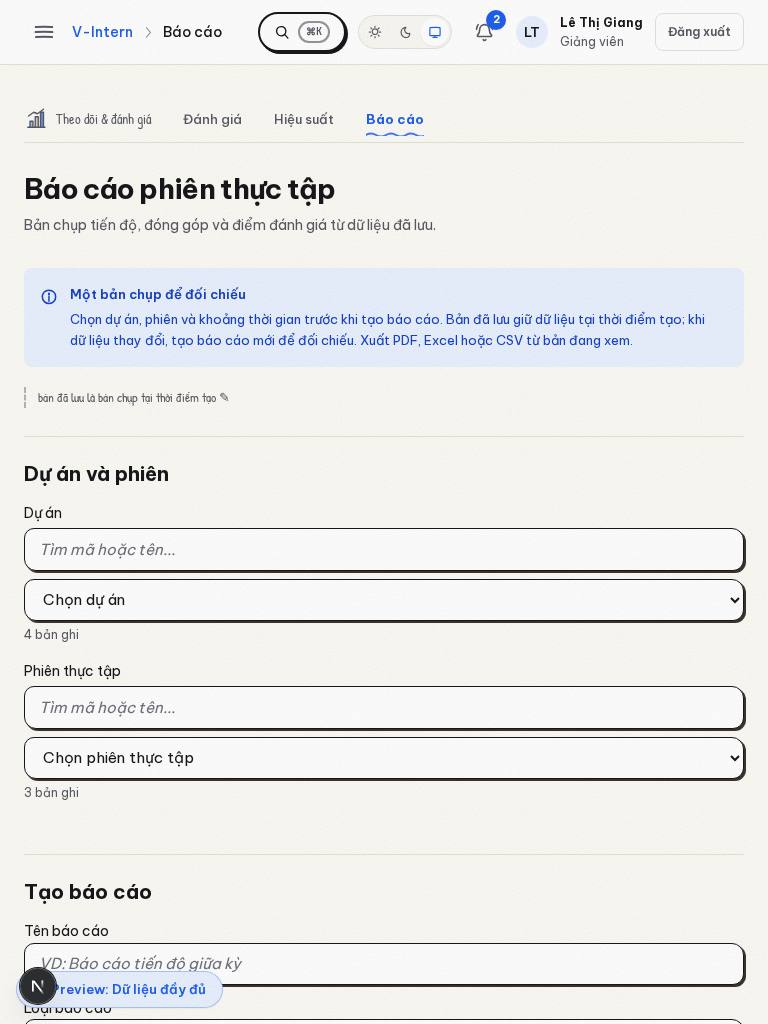 V-Intern > Báo cáo
⌘K
2
LT
Lê Thị Giang
Giảng viên
Đăng xuất
Theo dõi & đánh giá
Đánh giá
Hiệu suất
Báo cáo
Báo cáo phiên thực tập
Bản chụp tiến độ, đóng góp và điểm đánh giá từ dữ liệu đã lưu.
Một bản chụp để đối chiếu
Chọn dự án, phiên và khoảng thời gian trước khi tạo báo cáo. Bản đã lưu giữ dữ liệu tại thời điểm tạo; khi
dữ liệu thay đổi, tạo báo cáo mới để đối chiếu. Xuất PDF, Excel hoặc CSV từ bản đang xem.
bản đã lưu là bản chụp tại thời điểm tạo ✎
Dự án và phiên
Dự án
Tìm mã hoặc tên...
Chọn dự án
4 bản ghi
Phiên thực tập
Tìm mã hoặc tên...
Chọn phiên thực tập
3 bản ghi
Tạo báo cáo
Tên báo cáo
VD: Báo cáo tiến độ giữa kỳ
N
Preview: Dữ liệu đầy đủ
Loại báo cáo